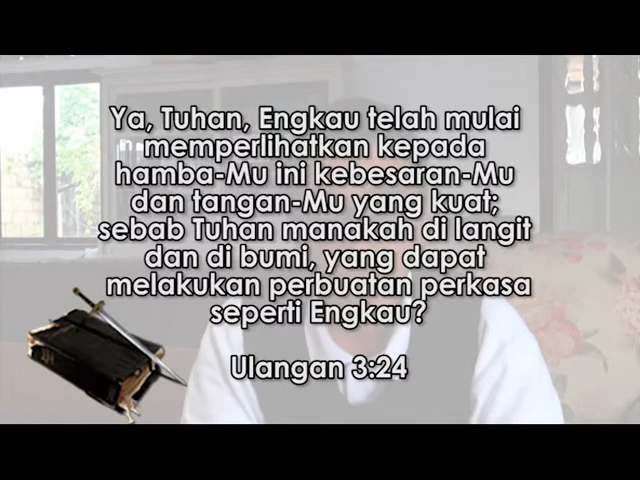 Ya, Tuhan, Engkau telah mulai
memperlihatkan kepada
hamba-Mu ini kebesaran-Mu
dan tangan-Mu yang kuat;
sebab Tuhan manakah di langit
dan di bumi, yang dapat
melakukan perbuatan perkasa
seperti Engkau?
Ulangan 3:24